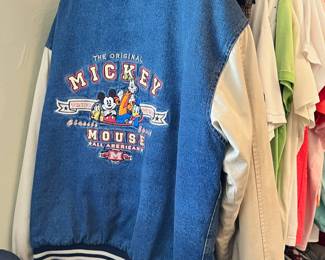 THE ORIGINAL
MICKEY
MOUSE
ALL AMERICANS
M